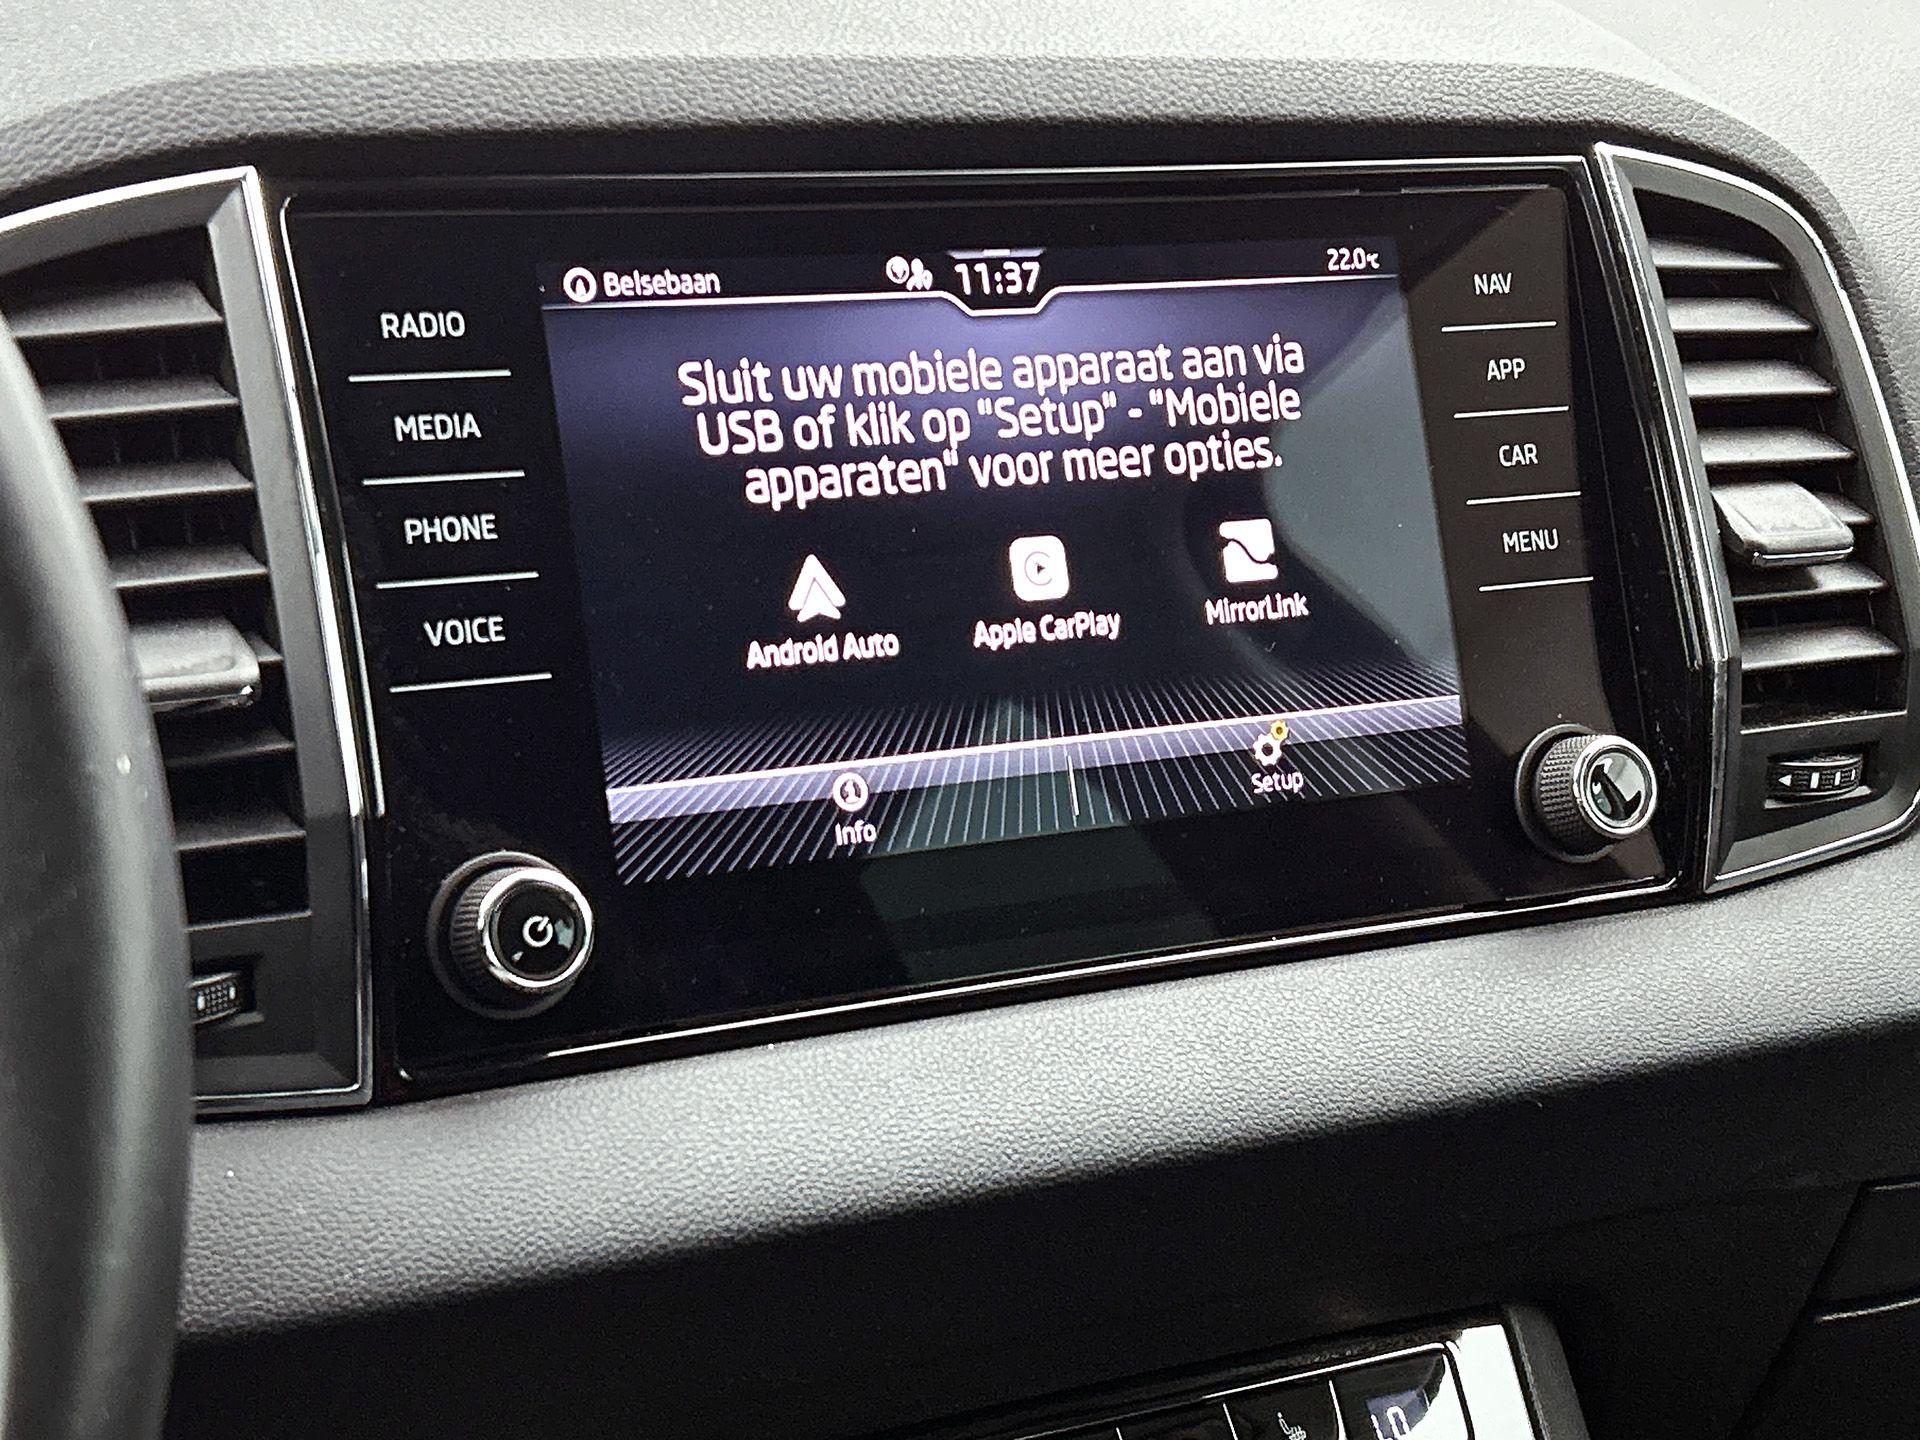 Belsebaan 11:37 22.0°C
RADIO
MEDIA
PHONE
VOICE
Sluit uw mobiele apparaat aan via
USB of klik op "Setup" - "Mobiele
apparaten" voor meer opties.
Android Auto
Apple CarPlay
MirrorLink
Info
Setup
NAV
APP
CAR
MENU
LO